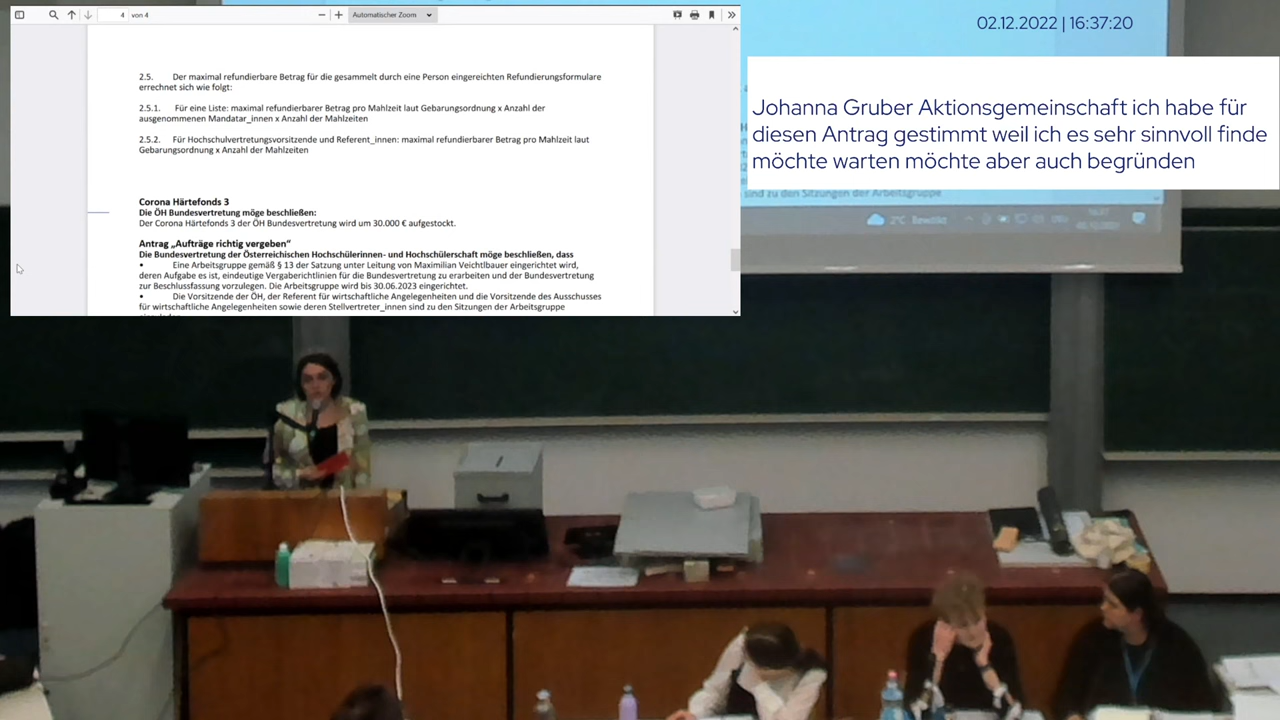 4 von 4
Automatischer Zoom
02.12.2022 | 16:37:20
2.5. Der maximal refundierbare Betrag für die gesammelt durch eine Person eingereichten Refundierungsformulare
errechnet sich wie folgt:
2.5.1. Für eine Liste: maximal refundierbarer Betrag pro Mahlzeit laut Gebarungsordnung x Anzahl der
ausgenommenen Mandatar_innen x Anzahl der Mahlzeiten
2.5.2. Für Hochschulvertretungsvorsitzende und Referent_innen: maximal refundierbarer Betrag pro Mahlzeit laut
Gebarungsordnung x Anzahl der Mahlzeiten
Corona Härtefonds 3
Die ÖH Bundesvertretung möge beschließen:
Der Corona Härtefonds 3 der ÖH Bundesvertretung wird um 30.000 € aufgestockt.
Antrag „Aufträge richtig vergeben“
Die Bundesvertretung der Österreichischen Hochschülerinnen- und Hochschülerschaft möge beschließen, dass
• Eine Arbeitsgruppe gemäß § 13 der Satzung unter Leitung von Maximilian Veichtlbauer eingerichtet wird,
deren Aufgabe es ist, eindeutige Vergaberichtlinien für die Bundesvertretung zu erarbeiten und der Bundesvertretung
zur Beschlussfassung vorzulegen. Die Arbeitsgruppe wird bis 30.06.2023 eingerichtet.
• Die Vorsitzende der ÖH, der Referent für wirtschaftliche Angelegenheiten und die Vorsitzende des Ausschusses
für wirtschaftliche Angelegenheiten sowie deren Stellvertreter_innen sind zu den Sitzungen der Arbeitsgruppe
Johanna Gruber Aktionsgemeinschaft ich habe für
diesen Antrag gestimmt weil ich es sehr sinnvoll finde
möchte warten möchte aber auch begründen
sind zu den Sitzungen der Arbeitsgruppe
2°C Bewölkt